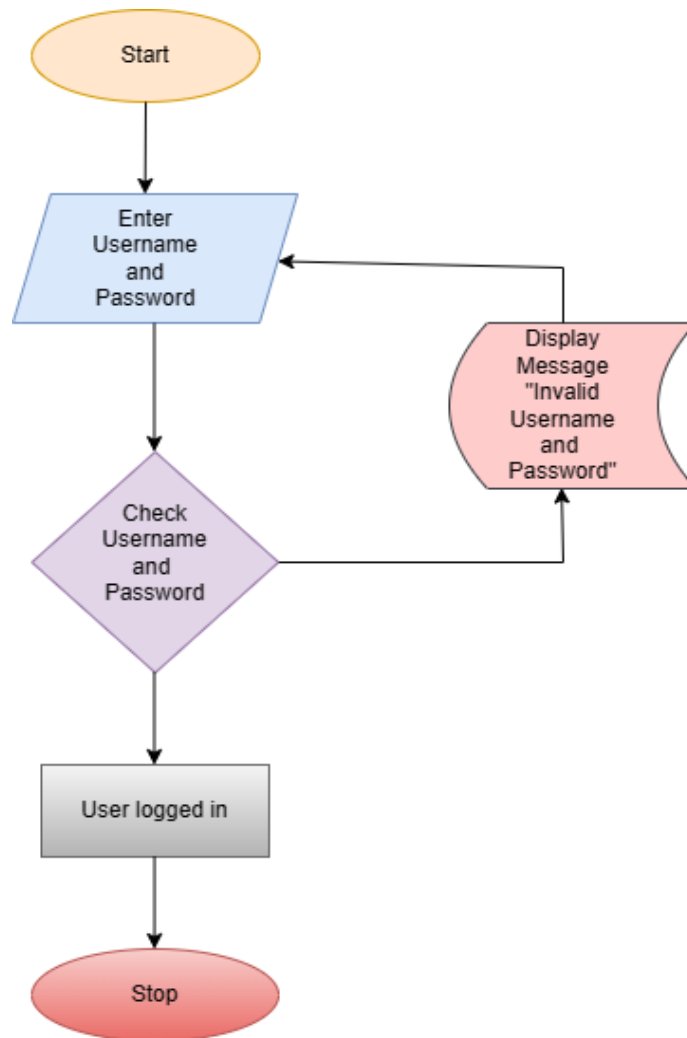 Start
Enter
Username
and
Password
Display
Message
"Invalid
Username
and
Password"
Check
Username
and
Password
User logged in
Stop